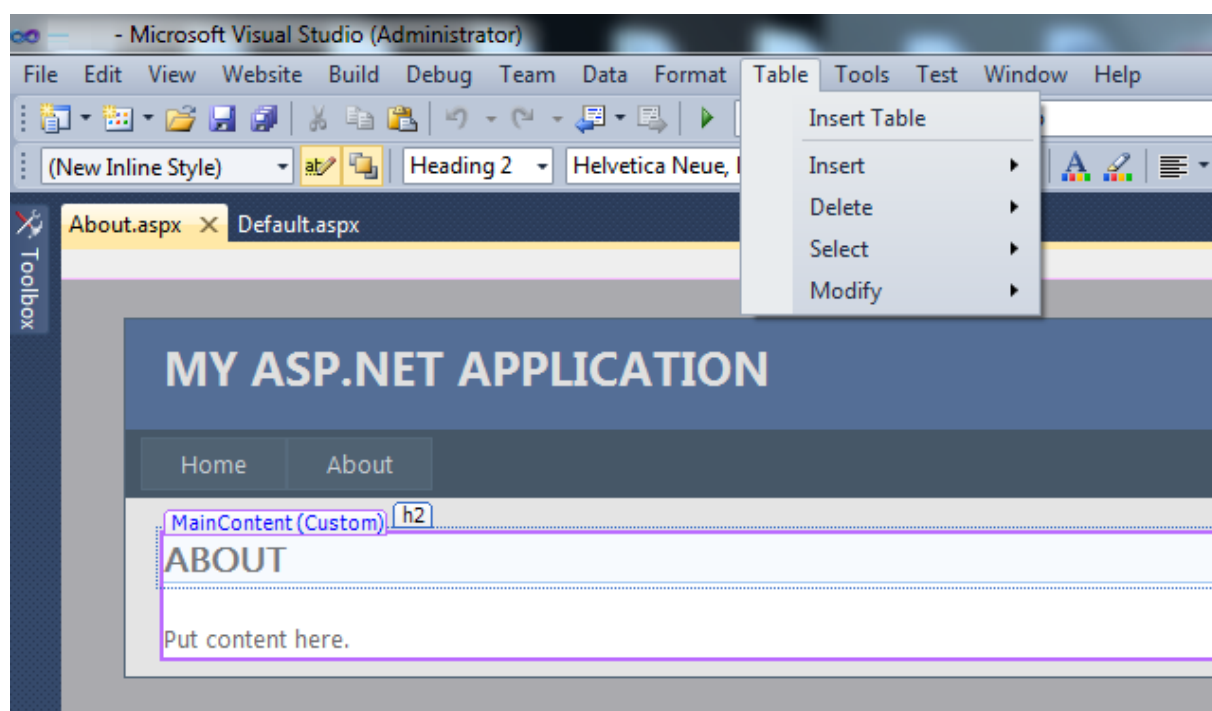 - Microsoft Visual Studio (Administrator)
File Edit View Website Build Debug Team Data Format Table Tools Test Window Help
Insert Table
(New Inline Style) Heading 2 Helvetica Neue, Insert
Delete
About.aspx Default.aspx
Select
Modify
Toolbox
MY ASP.NET APPLICATION
Home About
MainContent (Custom) h2
ABOUT
Put content here.